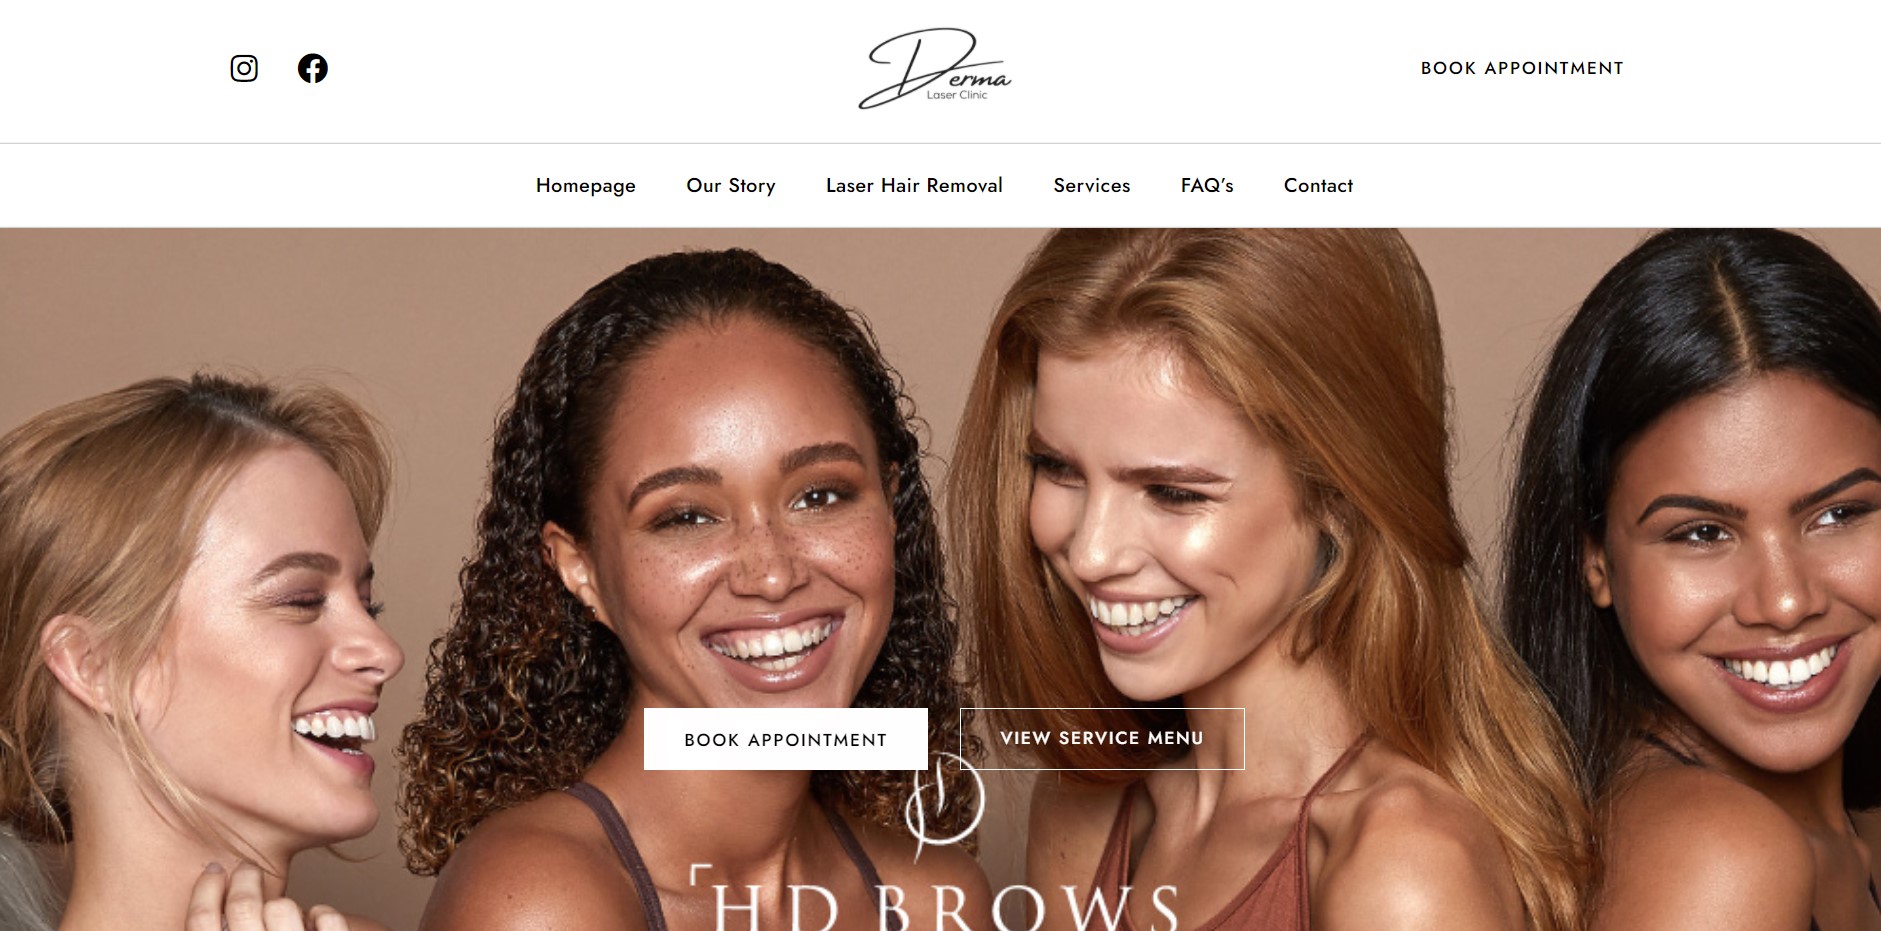 Derma
Laser Clinic
BOOK APPOINTMENT
Homepage
Our Story
Laser Hair Removal
Services
FAQ’s
Contact
BOOK APPOINTMENT
VIEW SERVICE MENU
HD BROWS